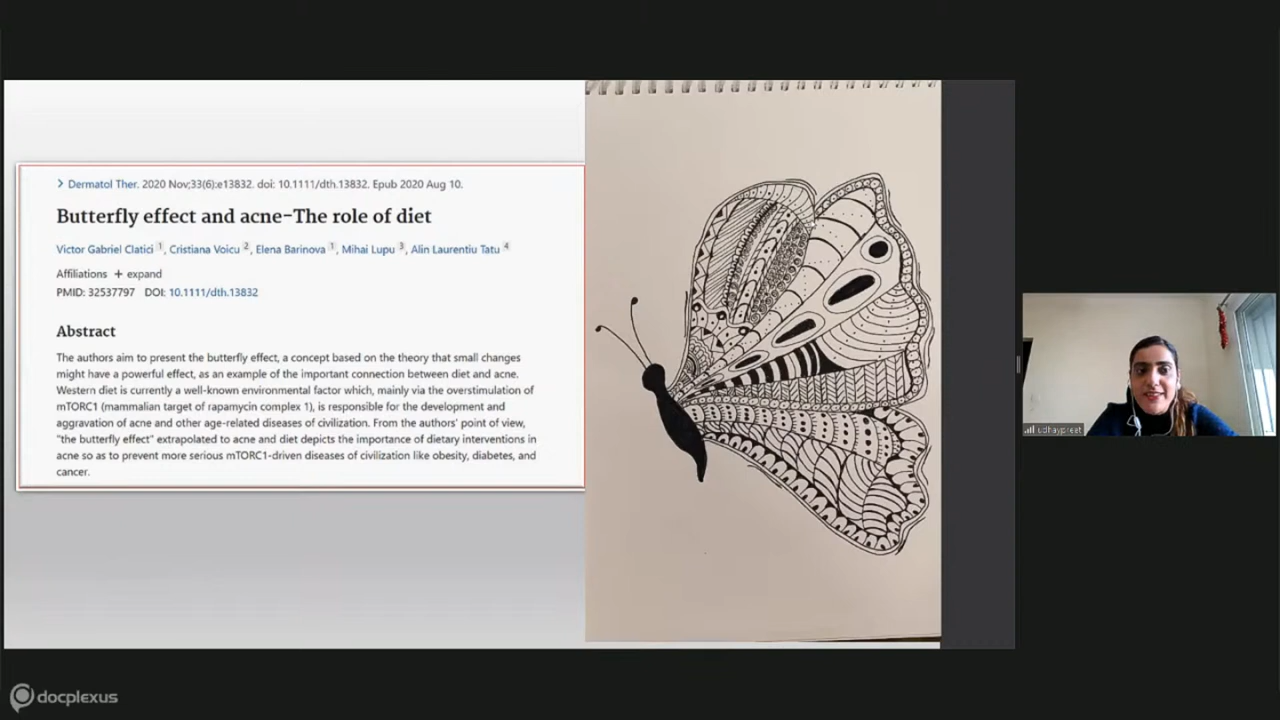 > Dermatol Ther. 2020 Nov;33(6):e13832. doi: 10.1111/dth.13832. Epub 2020 Aug 10.
Butterfly effect and acne-The role of diet
Victor Gabriel Clatici 1, Cristiana Voicu 2, Elena Barinova 1, Mihai Lupu 3, Alin Laurentiu Tatu 4
Affiliations + expand
PMID: 32537797 DOI: 10.1111/dth.13832
Abstract
The authors aim to present the butterfly effect, a concept based on the theory that small changes
might have a powerful effect, as an example of the important connection between diet and acne.
Western diet is currently a well-known environmental factor which, mainly via the overstimulation of
mTORC1 (mammalian target of rapamycin complex 1), is responsible for the development and
aggravation of acne and other age-related diseases of civilization. From the authors' point of view,
"the butterfly effect" extrapolated to acne and diet depicts the importance of dietary interventions in
acne so as to prevent more serious mTORC1-driven diseases of civilization like obesity, diabetes, and
cancer.
udhaypreet
docplexus